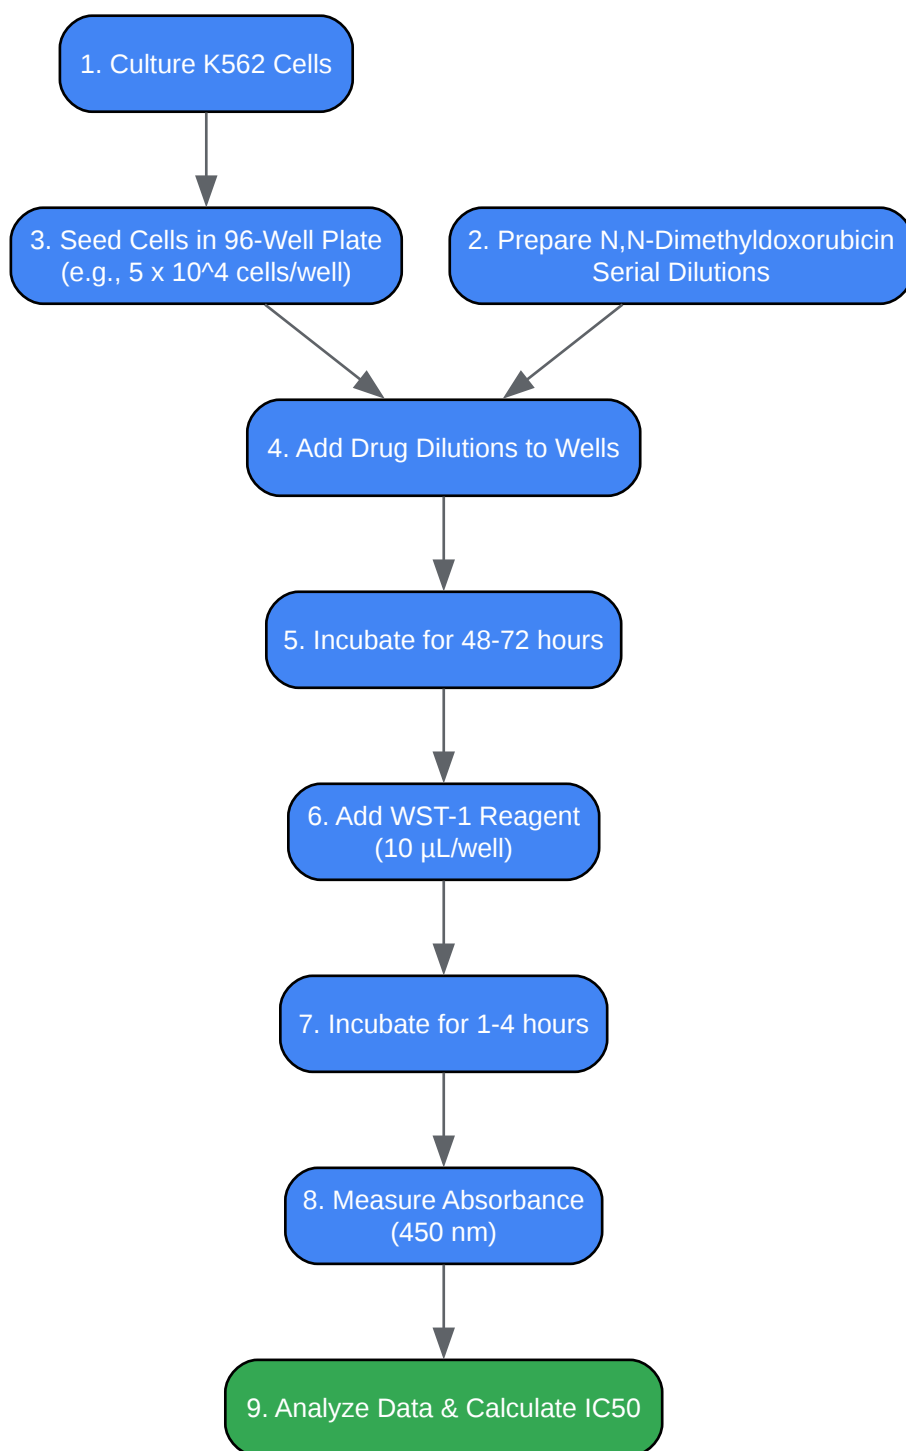 1. Culture K562 Cells
3. Seed Cells in 96-Well Plate
(e.g., 5 x 10^4 cells/well)
2. Prepare N,N-Dimethyldoxorubicin
Serial Dilutions
4. Add Drug Dilutions to Wells
5. Incubate for 48-72 hours
6. Add WST-1 Reagent
(10 µL/well)
7. Incubate for 1-4 hours
8. Measure Absorbance
(450 nm)
9. Analyze Data & Calculate IC50